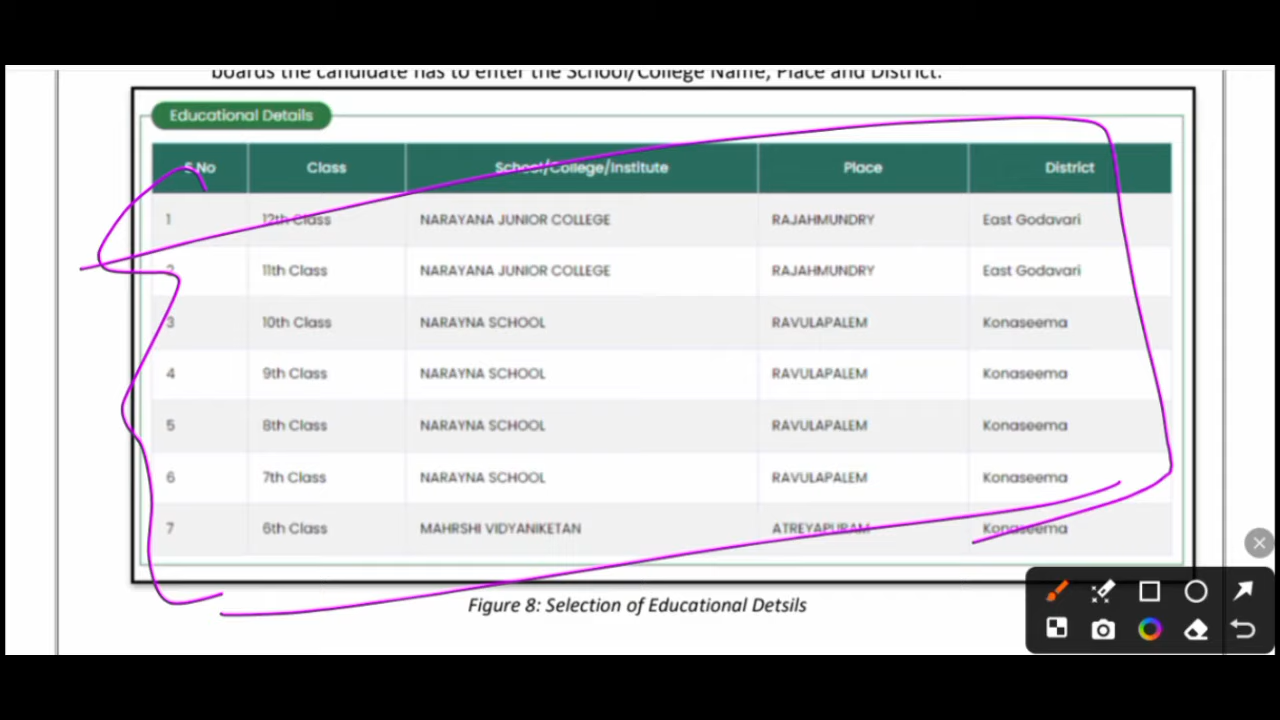 boards the candidate has to enter the School/College Name, Place and District.
Educational Details
S.No Class School/College/Institute Place District
1 12th Class NARAYANA JUNIOR COLLEGE RAJAHMUNDRY East Godavari
2 11th Class NARAYANA JUNIOR COLLEGE RAJAHMUNDRY East Godavari
3 10th Class NARAYNA SCHOOL RAVULAPALEM Konaseema
4 9th Class NARAYNA SCHOOL RAVULAPALEM Konaseema
5 8th Class NARAYNA SCHOOL RAVULAPALEM Konaseema
6 7th Class NARAYNA SCHOOL RAVULAPALEM Konaseema
7 6th Class MAHRSHI VIDYANIKETAN ATREYAPURAM Konaseema
Figure 8: Selection of Educational Detsils